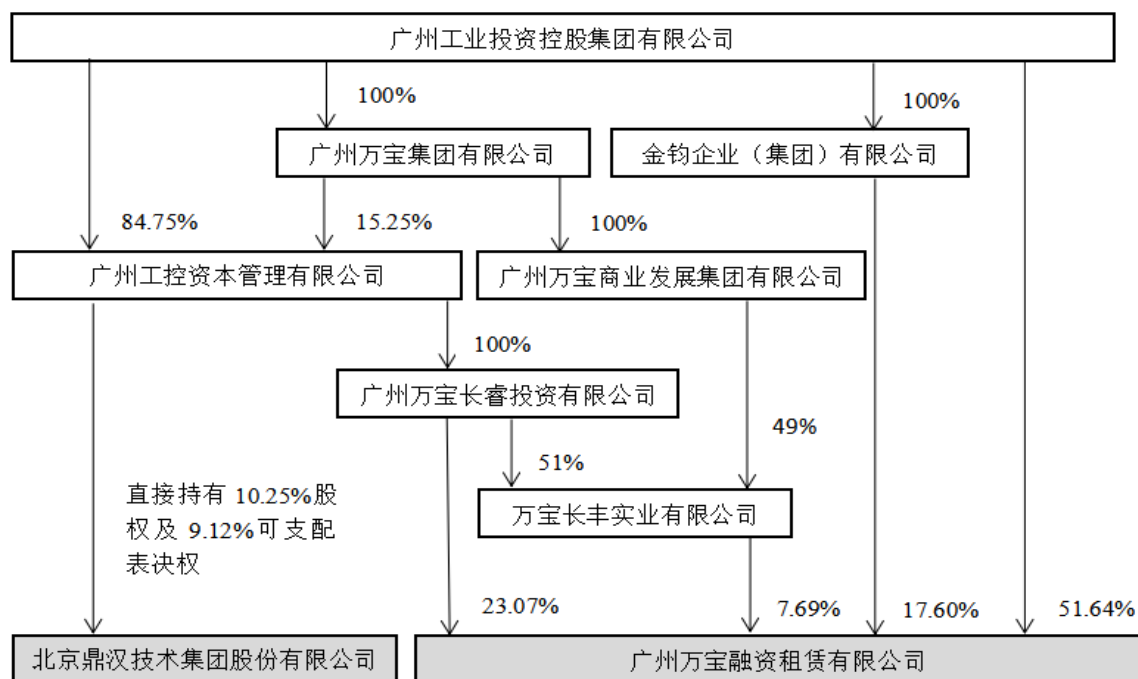 广州工业投资控股集团有限公司
100%
100%
广州万宝集团有限公司
金钧企业（集团）有限公司
84.75%
15.25%
100%
广州工控资本管理有限公司
广州万宝商业发展集团有限公司
100%
广州万宝长睿投资有限公司
49%
51%
直接持有 10.25%股
权及 9.12%可支配
表决权
万宝长丰实业有限公司
23.07%
7.69%
17.60%
51.64%
北京鼎汉技术集团股份有限公司
广州万宝融资租赁有限公司